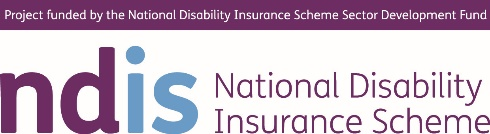 Project funded by the National Disability Insurance Scheme Sector Development Fund
ndis
National Disability
Insurance Scheme